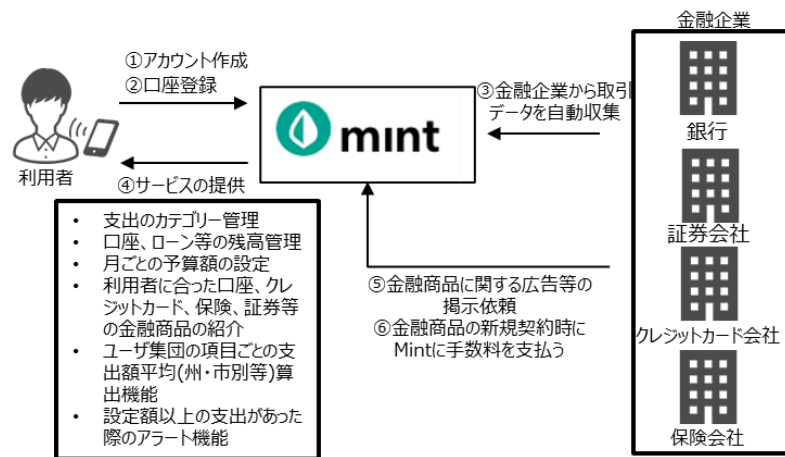 金融企業
①アカウント作成
②口座登録
③金融企業から取引
データを自動収集
mint
銀行
利用者
④サービスの提供
証券会社
• 支出のカテゴリー管理
• 口座、ローン等の残高管理
• 月ごとの予算額の設定
• 利用者に合った口座、クレ
ジットカード、保険、証券等
の金融商品の紹介
• ユーザ集団の項目ごとの支
出額平均(州・市別等)算
出機能
• 設定額以上の支出があった
際のアラート機能
⑤金融商品に関する広告等の
掲示依頼
⑥金融商品の新規契約時に
Mintに手数料を支払う
クレジットカード会社
保険会社